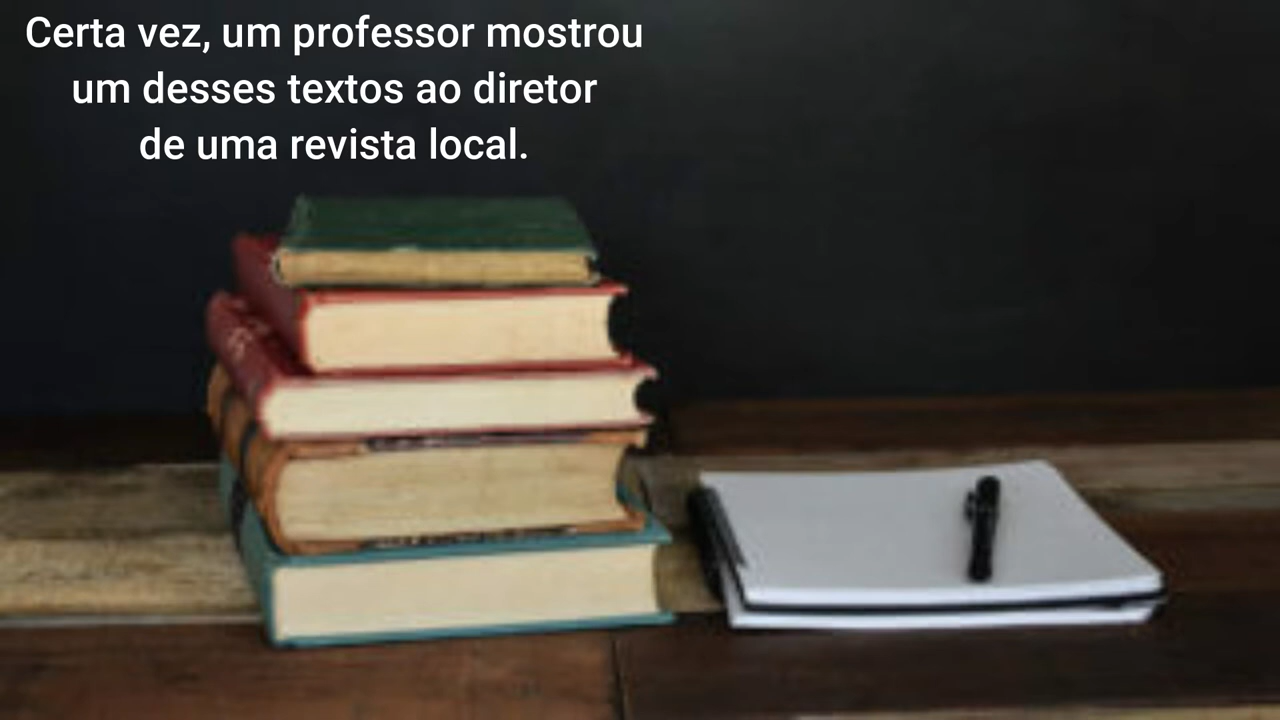 Certa vez, um professor mostrou
um desses textos ao diretor
de uma revista local.